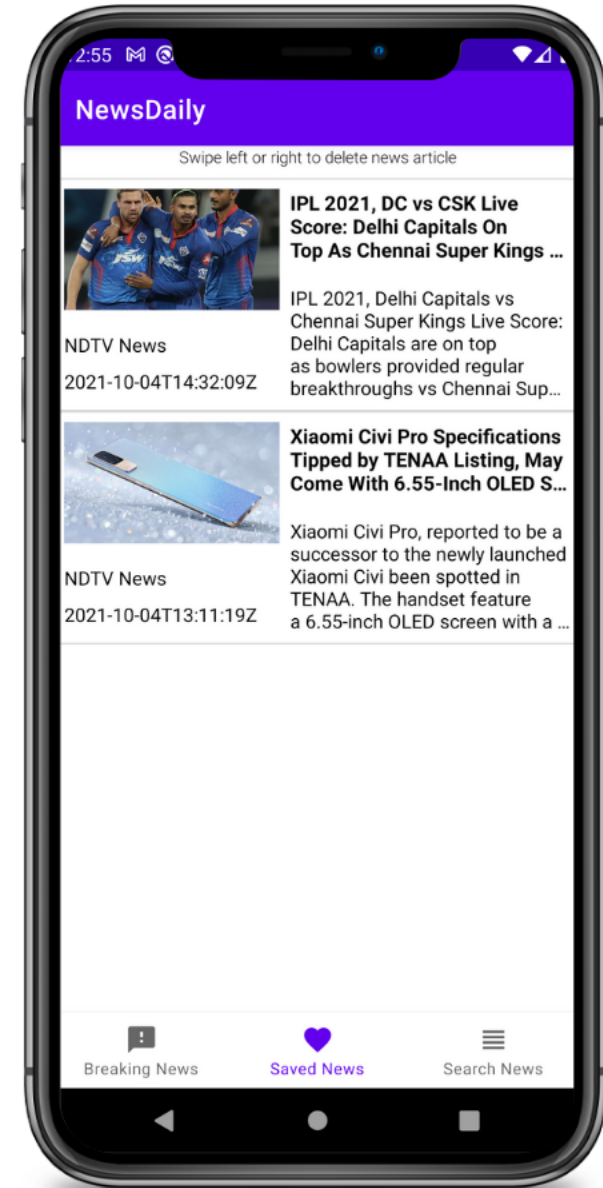 2:55
NewsDaily
Swipe left or right to delete news article
JSW
IPL 2021, DC vs CSK Live
Score: Delhi Capitals On
Top As Chennai Super Kings ...
IPL 2021, Delhi Capitals vs
Chennai Super Kings Live Score:
Delhi Capitals are on top
as bowlers provided regular
breakthroughs vs Chennai Sup...
NDTV News
2021-10-04T14:32:09Z
Xiaomi Civi Pro Specifications
Tipped by TENAA Listing, May
Come With 6.55-Inch OLED S...
Xiaomi Civi Pro, reported to be a
successor to the newly launched
Xiaomi Civi been spotted in
TENAA. The handset feature
a 6.55-inch OLED screen with a ...
NDTV News
2021-10-04T13:11:19Z
Breaking News
Saved News
Search News